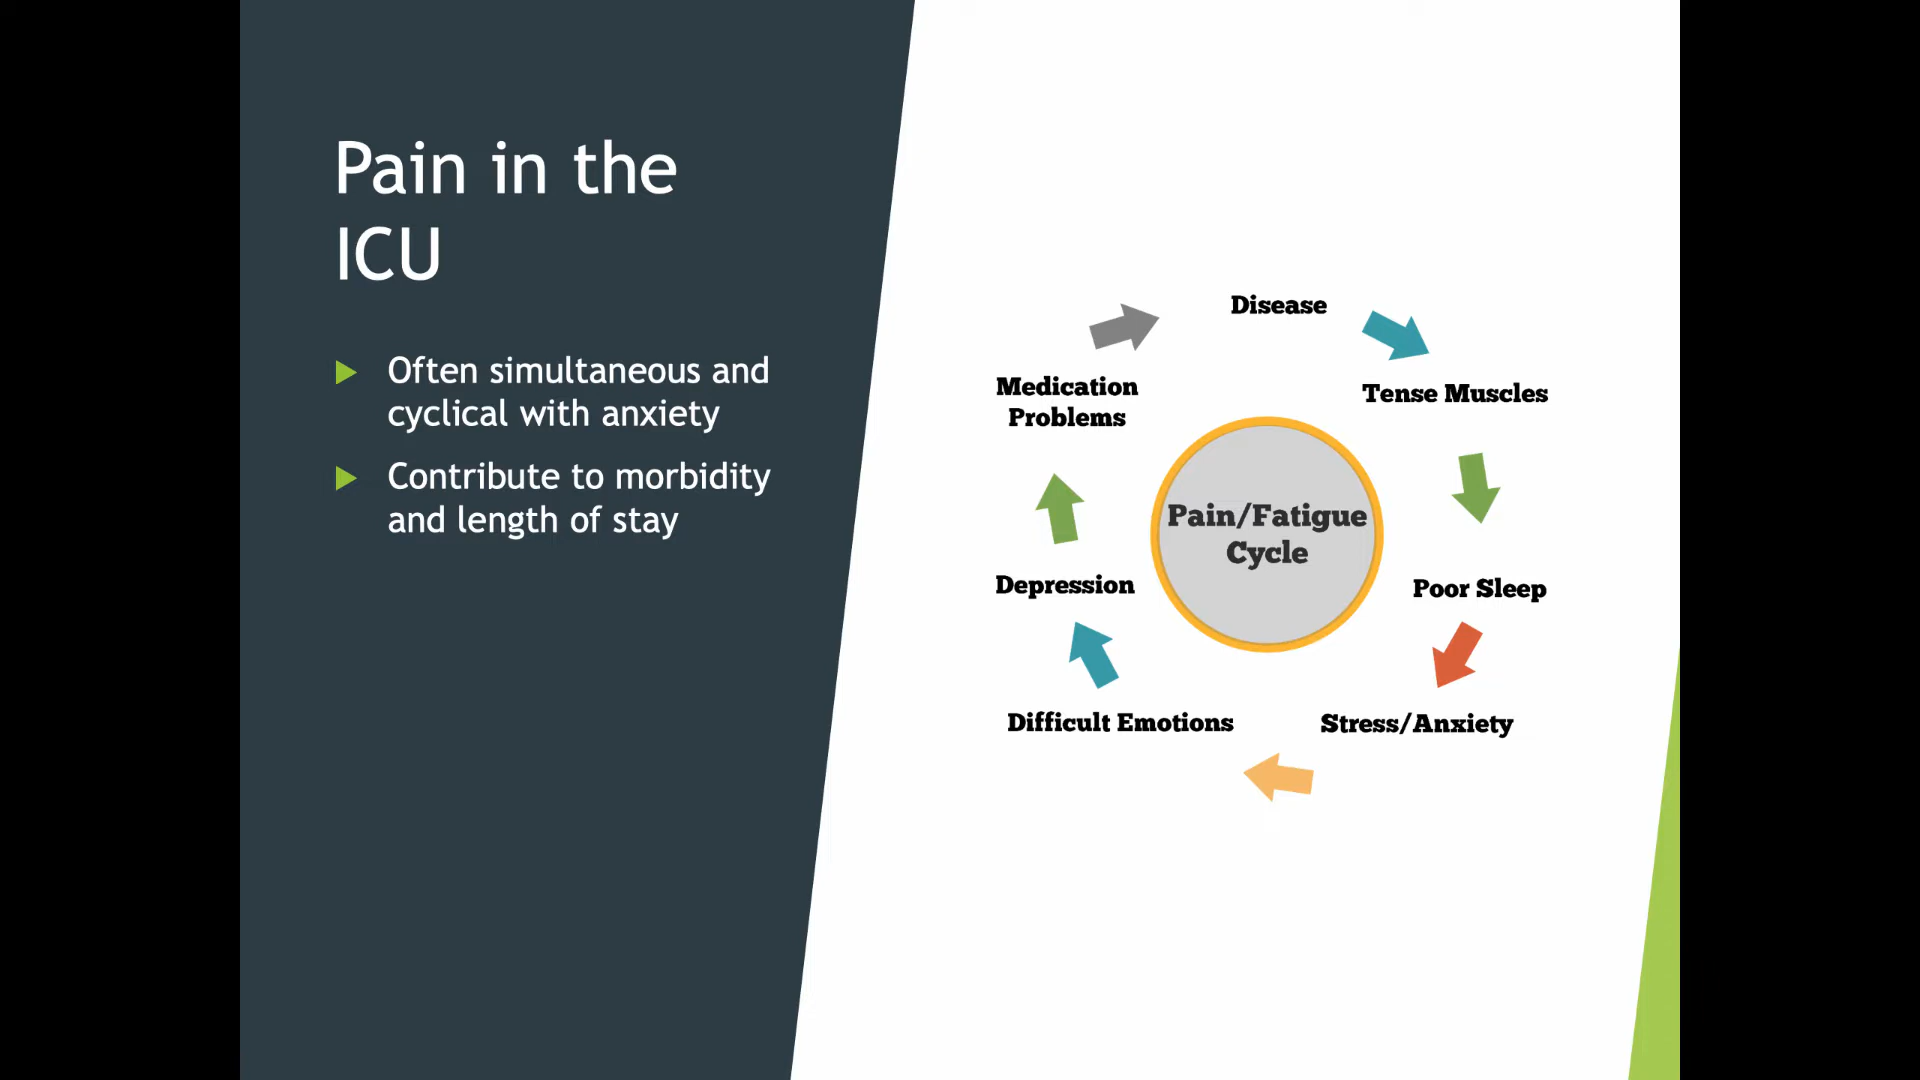 Pain in the
ICU
Often simultaneous and
cyclical with anxiety
Contribute to morbidity
and length of stay
Disease
Tense Muscles
Poor Sleep
Stress/Anxiety
Difficult Emotions
Depression
Medication
Problems
Pain/Fatigue
Cycle